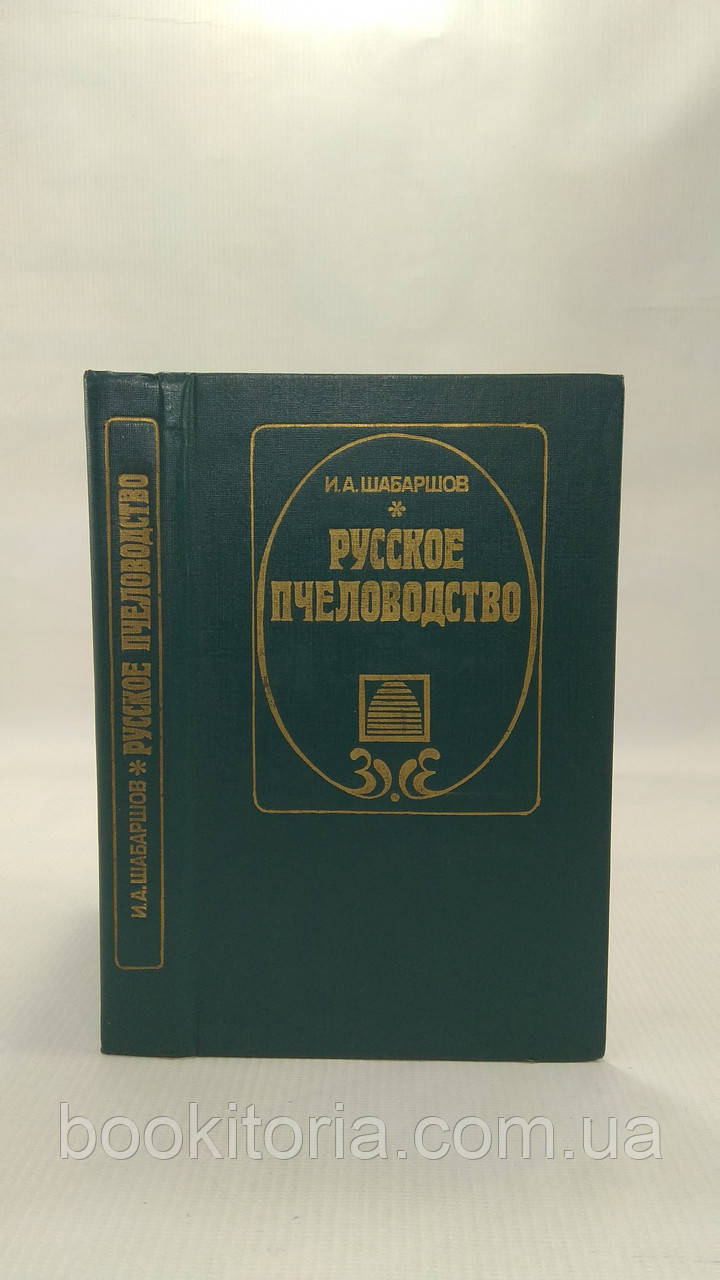 И.А.ШАБАРШОВ * РУССКОЕ ПЧЕЛОВОДСТВО
И.А.ШАБАРШОВ
*
РУССКОЕ
ПЧЕЛОВОДСТВО
bookitoria.com.ua